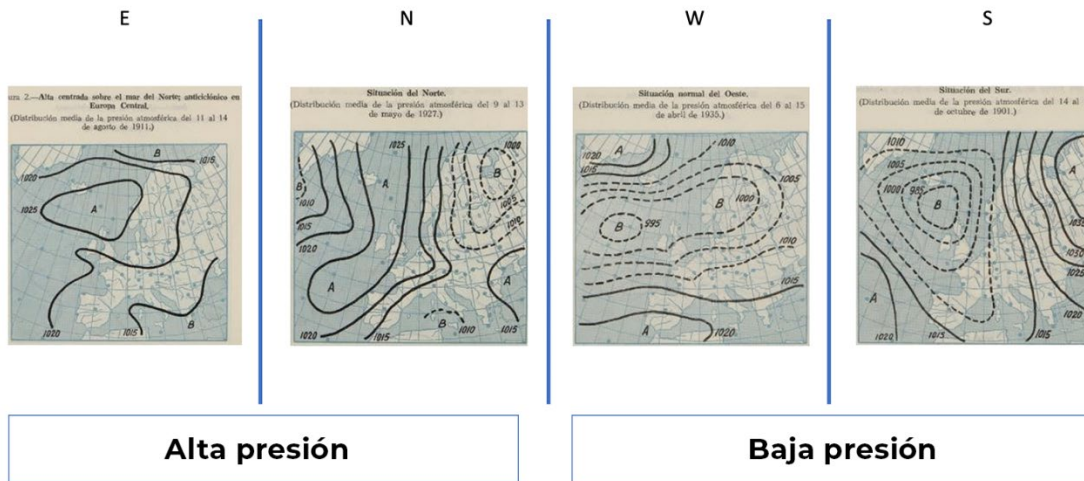 E
N
W
S
ura 2.—Alta centrada sobre el mar del Norte; anticiclónico en
Europa Central.
(Distribución media de la presión atmosférica del 11 al 14
de agosto de 1911.)
B
1015
1020
1025
A
1020
1015
B
Situación del Norte.
(Distribución media de la presión atmosférica del 9 al 13
de mayo de 1927.)
1025
1000
B
A
B
1005
1010
1010
1015
1020
A
A
B
1020
1015
1010
1015
Situación normal del Oeste.
(Distribución media de la presión atmosférica del 6 al 15
de abril de 1935.)
1020
A
1010
1015
1005
B
1000
B
995
1010
1015
A
1020
Situación del Sur.
(Distribución media de la presión atmosférica del 14 al
de octubre de 1901.)
1010
1005
1000
985
B
A
1035
1030
1025
A
1020
1015
1015
1020
Alta presión
Baja presión